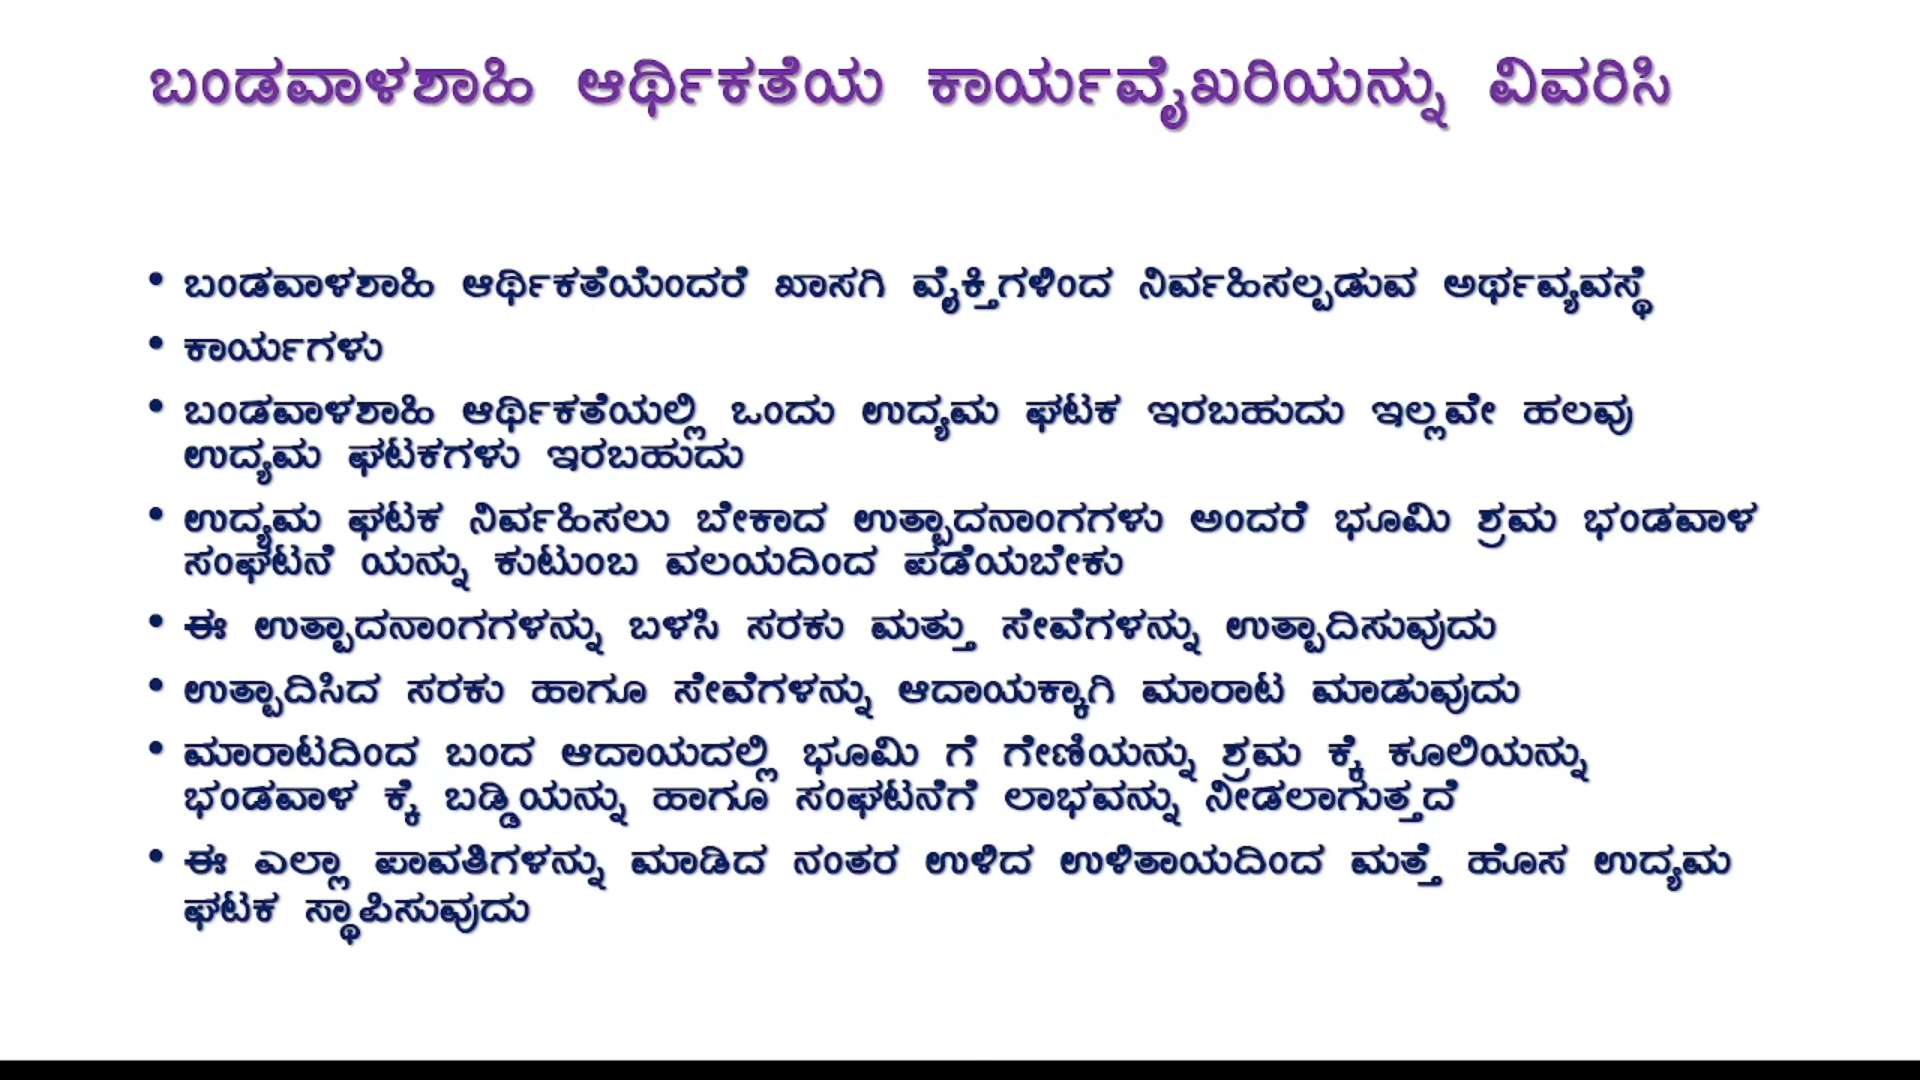 ಬಂಡವಾಳಶಾಹಿ ಆರ್ಥಿಕತೆಯ ಕಾರ್ಯವೈಖರಿಯನ್ನು ವಿವರಿಸಿ
• ಬಂಡವಾಳಶಾಹಿ ಆರ್ಥಿಕತೆಯೆಂದರೆ ಖಾಸಗಿ ವೈಕ್ತಿಗಳಿಂದ ನಿರ್ವಹಿಸಲ್ಪಡುವ ಅರ್ಥವ್ಯವಸ್ಥೆ
• ಕಾರ್ಯಗಳು
• ಬಂಡವಾಳಶಾಹಿ ಆರ್ಥಿಕತೆಯಲ್ಲಿ ಒಂದು ಉದ್ಯಮ ಘಟಕ ಇರಬಹುದು ಇಲ್ಲವೇ ಹಲವು
ಉದ್ಯಮ ಘಟಕಗಳು ಇರಬಹುದು
• ಉದ್ಯಮ ಘಟಕ ನಿರ್ವಹಿಸಲು ಬೇಕಾದ ಉತ್ಪಾದನಾಂಗಗಳು ಅಂದರೆ ಭೂಮಿ ಶ್ರಮ ಭಂಡವಾಳ
ಸಂಘಟನೆ ಯನ್ನು ಕುಟುಂಬ ವಲಯದಿಂದ ಪಡೆಯಬೇಕು
• ಈ ಉತ್ಪಾದನಾಂಗಗಳನ್ನು ಬಳಸಿ ಸರಕು ಮತ್ತು ಸೇವೆಗಳನ್ನು ಉತ್ಪಾದಿಸುವುದು
• ಉತ್ಪಾದಿಸಿದ ಸರಕು ಹಾಗೂ ಸೇವೆಗಳನ್ನು ಆದಾಯಕ್ಕಾಗಿ ಮಾರಾಟ ಮಾಡುವುದು
• ಮಾರಾಟದಿಂದ ಬಂದ ಆದಾಯದಲ್ಲಿ ಭೂಮಿ ಗೆ ಗೇಣಿಯನ್ನು ಶ್ರಮ ಕ್ಕೆ ಕೂಲಿಯನ್ನು
ಭಂಡವಾಳ ಕ್ಕೆ ಬಡ್ಡಿಯನ್ನು ಹಾಗೂ ಸಂಘಟನೆಗೆ ಲಾಭವನ್ನು ನೀಡಲಾಗುತ್ತದೆ
• ಈ ಎಲ್ಲಾ ಪಾವತಿಗಳನ್ನು ಮಾಡಿದ ನಂತರ ಉಳಿದ ಉಳಿತಾಯದಿಂದ ಮತ್ತೆ ಹೊಸ ಉದ್ಯಮ
ಘಟಕ ಸ್ಥಾಪಿಸುವುದು